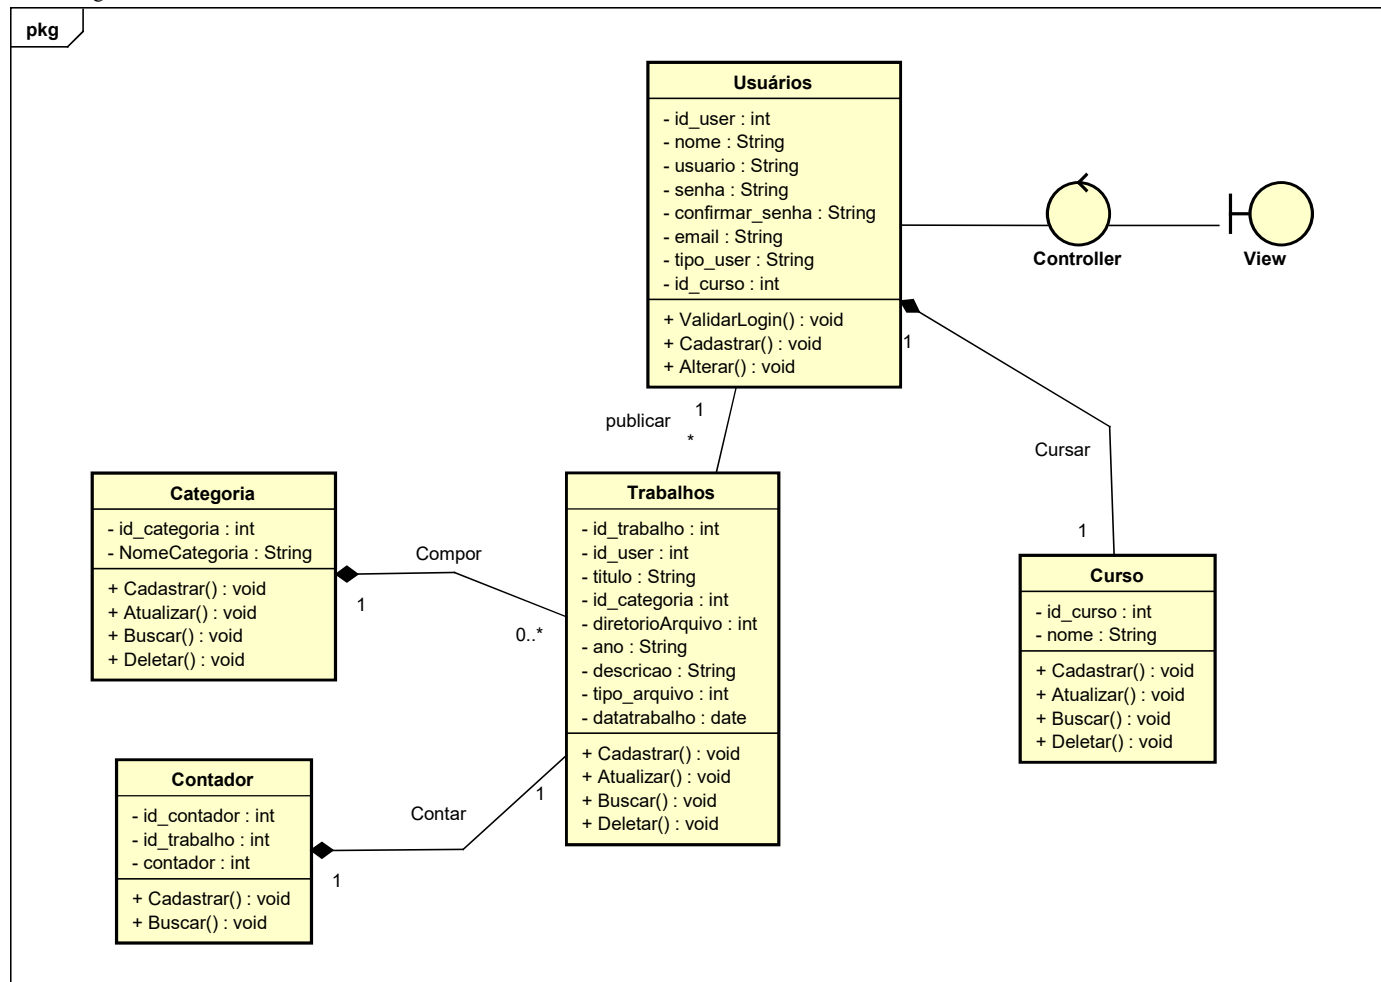 pkg
Usuários
- id_user : int
- nome : String
- usuario : String
- senha : String
- confirmar_senha : String
- email : String
- tipo_user : String
- id_curso : int
+ ValidarLogin() : void
+ Cadastrar() : void
+ Alterar() : void
Controller
View
1
publicar
1
*
Cursar
1
Categoria
- id_categoria : int
- NomeCategoria : String
+ Cadastrar() : void
+ Atualizar() : void
+ Buscar() : void
+ Deletar() : void
Compor
1
0..*
Trabalhos
- id_trabalho : int
- id_user : int
- titulo : String
- id_categoria : int
- diretorioArquivo : int
- ano : String
- descricao : String
- tipo_arquivo : int
- datatrabalho : date
+ Cadastrar() : void
+ Atualizar() : void
+ Buscar() : void
+ Deletar() : void
Curso
- id_curso : int
- nome : String
+ Cadastrar() : void
+ Atualizar() : void
+ Buscar() : void
+ Deletar() : void
Contador
- id_contador : int
- id_trabalho : int
- contador : int
+ Cadastrar() : void
+ Buscar() : void
Contar
1
1